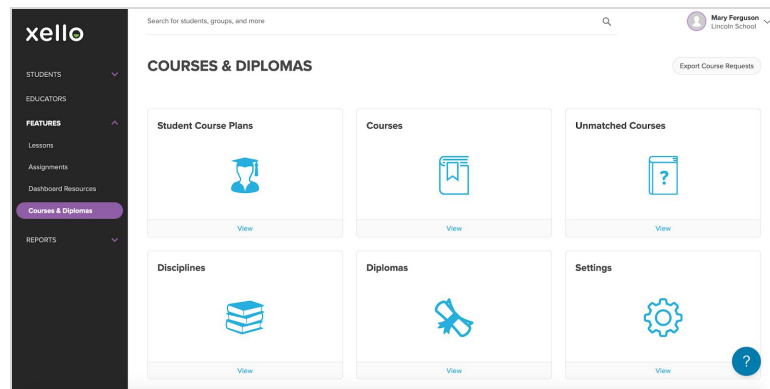 xello
Search for students, groups, and more
Mary Ferguson
Lincoln School
STUDENTS
EDUCATORS
FEATURES
Lessons
Assignments
Dashboard Resources
Courses & Diplomas
REPORTS
COURSES & DIPLOMAS
Export Course Requests
Student Course Plans
Courses
Unmatched Courses
?
View
View
View
Disciplines
Diplomas
Settings
View
View
View
?